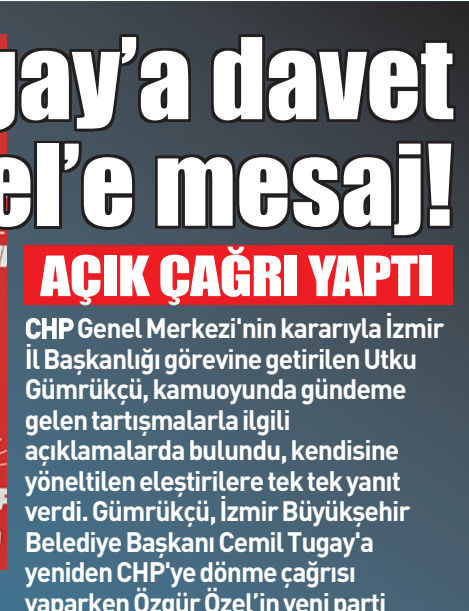 gay’a davet
el’e mesaj!
AÇIK ÇAĞRI YAPTI
CHP Genel Merkezi'nin kararıyla İzmir
İl Başkanlığı görevine getirilen Utku
Gümrükçü, kamuoyunda gündeme
gelen tartışmalarla ilgili
açıklamalarda bulundu, kendisine
yöneltilen eleştirilere tek tek yanıt
verdi. Gümrükçü, İzmir Büyükşehir
Belediye Başkanı Cemil Tugay'a
yeniden CHP'ye dönme çağrısı
yaparken Özgür Özel’in yeni parti